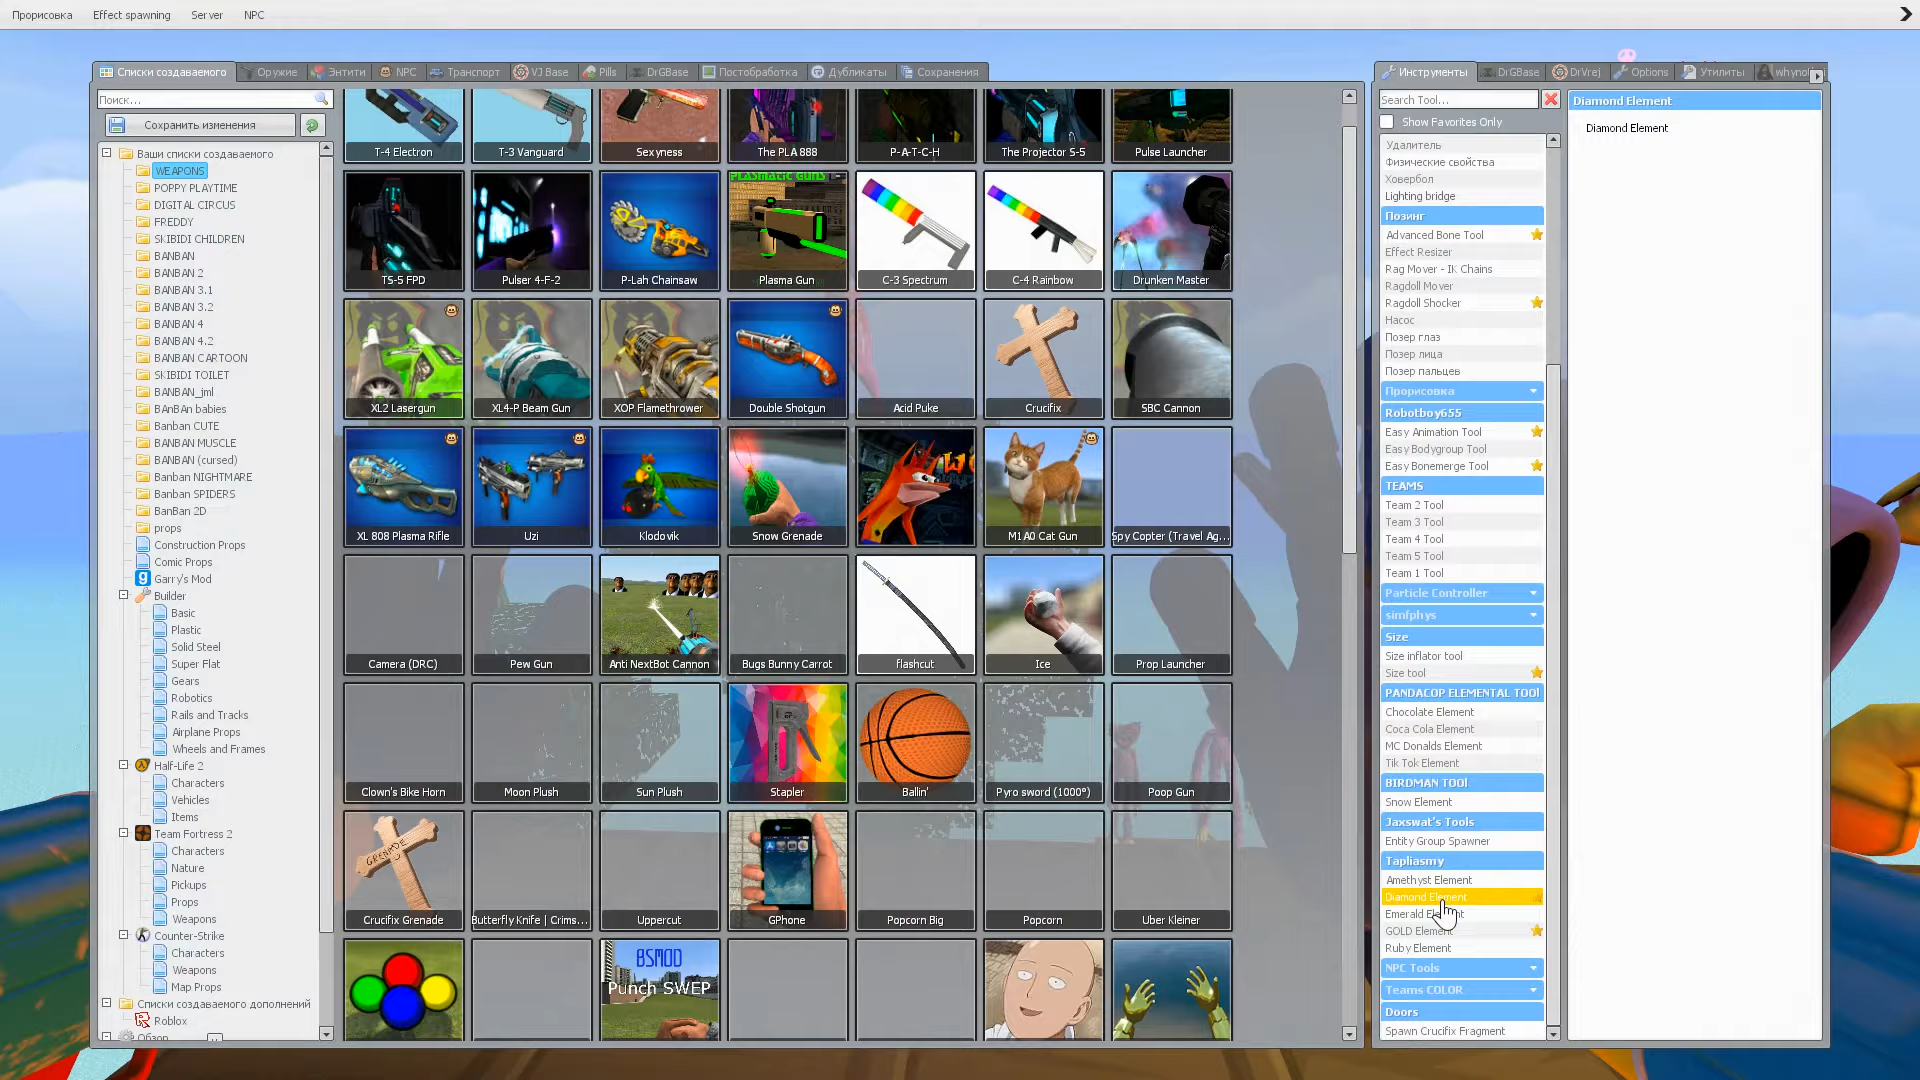 Прорисовка Effect spawning Server NPC
Списки создаваемого Оружие Энтити NPC Транспорт VJ Base Pills DrGBase Постобработка Дубликаты Сохранения
Поиск...
Сохранить изменения
Ваши списки создаваемого
WEAPONS
POPPY PLAYTIME
DIGITAL CIRCUS
FREDDY
SKIBIDI CHILDREN
BANBAN
BANBAN 2
BANBAN 3.1
BANBAN 3.2
BANBAN 4
BANBAN 4.2
BANBAN CARTOON
SKIBIDI TOILET
BANBAN_jml
BAnBAn babies
Banban CUTE
BANBAN MUSCLE
BANBAN (cursed)
Banban NIGHTMARE
Banban SPIDERS
BanBan 2D
props
Construction Props
Comic Props
Garry's Mod
Builder
Basic
Plastic
Solid Steel
Super Flat
Gears
Robotics
Rails and Tracks
Airplane Props
Wheels and Frames
Half-Life 2
Characters
Vehicles
Items
Team Fortress 2
Characters
Nature
Pickups
Props
Weapons
Counter-Strike
Characters
Weapons
Map Props
Списки создаваемого дополнений
Roblox
Обзор
T-4 Electron T-3 Vanguard Sexyness The PLA 888 P-A-T-C-H The Projector S-5 Pulse Launcher
PLASMATIC GUNS
TS-5 FPD Pulser 4-F-2 P-Lah Chainsaw Plasma Gun C-3 Spectrum C-4 Rainbow Drunken Master
XL2 Lasergun XL4-P Beam Gun XOP Flamethrower Double Shotgun Acid Puke Crucifix SBC Cannon
XL 808 Plasma Rifle Uzi Klodovik Snow Grenade M1A0 Cat Gun Spy Copter (Travel Ag...
Camera (DRC) Pew Gun Anti NextBot Cannon Bugs Bunny Carrot flashcut Ice Prop Launcher
Clown's Bike Horn Moon Plush Sun Plush Stapler Ballin' Pyro sword (1000°) Poop Gun
GRENADE
Crucifix Grenade Butterfly Knife | Crims... Uppercut GPhone Popcorn Big Popcorn Uber Kleiner
BSMOD
Punch SWEP
Инструменты DrGBase DrVrej Options Утилиты
Search Tool...
Show Favorites Only
Удалитель
Физические свойства
Ховербол
Lighting bridge
Позинг
Advanced Bone Tool
Effect Resizer
Rag Mover - IK Chains
Ragdoll Mover
Ragdoll Shocker
Насос
Позер глаз
Позер лица
Позер пальцев
Прорисовка
Robotboy655
Easy Animation Tool
Easy Bodygroup Tool
Easy Bonemerge Tool
TEAMS
Team 2 Tool
Team 3 Tool
Team 4 Tool
Team 5 Tool
Team 1 Tool
Particle Controller
simfphys
Size
Size inflator tool
Size tool
PANDACOP ELEMENTAL TOOl
Chocolate Element
Coca Cola Element
MC Donalds Element
Tik Tok Element
BIRDMAN TOOl
Snow Element
Jaxswat's Tools
Entity Group Spawner
Tapliasmy
Amethyst Element
Diamond Element
Emerald Element
GOLD Element
Ruby Element
NPC Tools
Teams COLOR
Doors
Spawn Crucifix Fragment
Diamond Element
Diamond Element